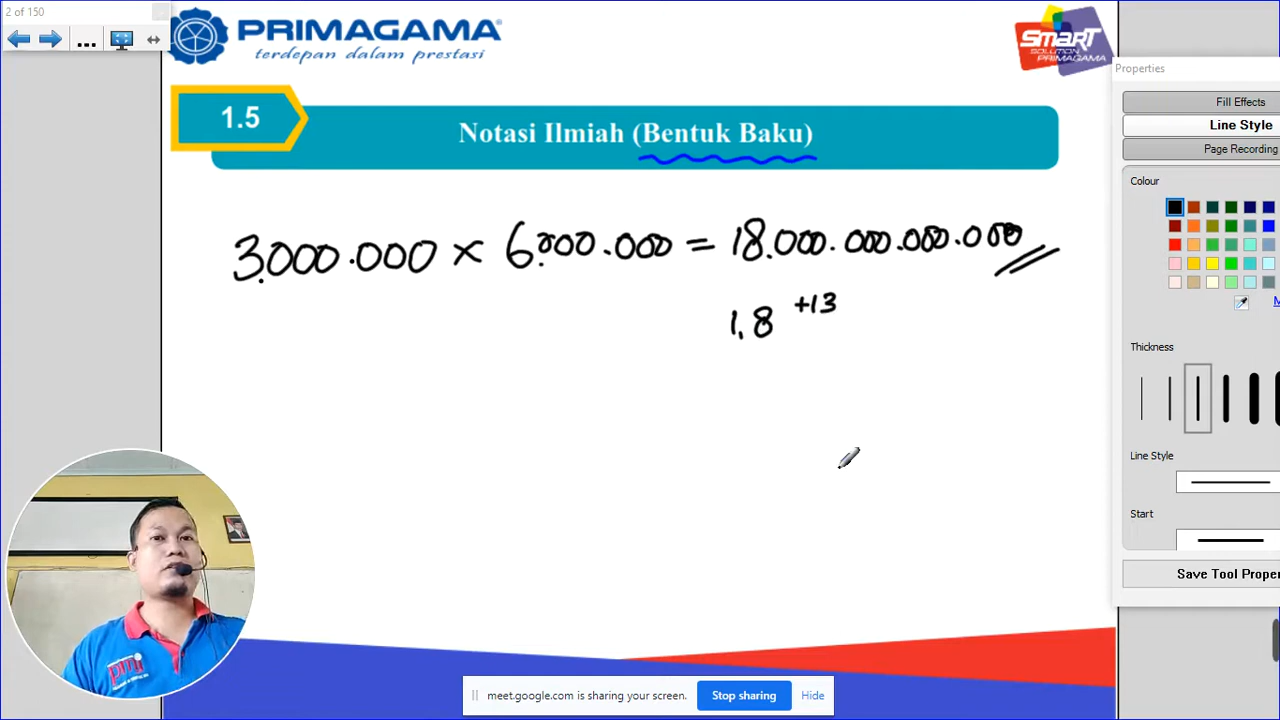 2 of 150
PRIMAGAMA
terdepan dalam prestasi
SMART
SOLUTION
PRIMAGAMA
Properties
Fill Effects
Line Style
Page Recording
1.5
Notasi Ilmiah (Bentuk Baku)
Colour
3.000.000 × 6.000.000 = 18.000.000.000.000
1,8 +13
Thickness
Line Style
Start
Save Tool Proper
meet.google.com is sharing your screen.
Stop sharing
Hide